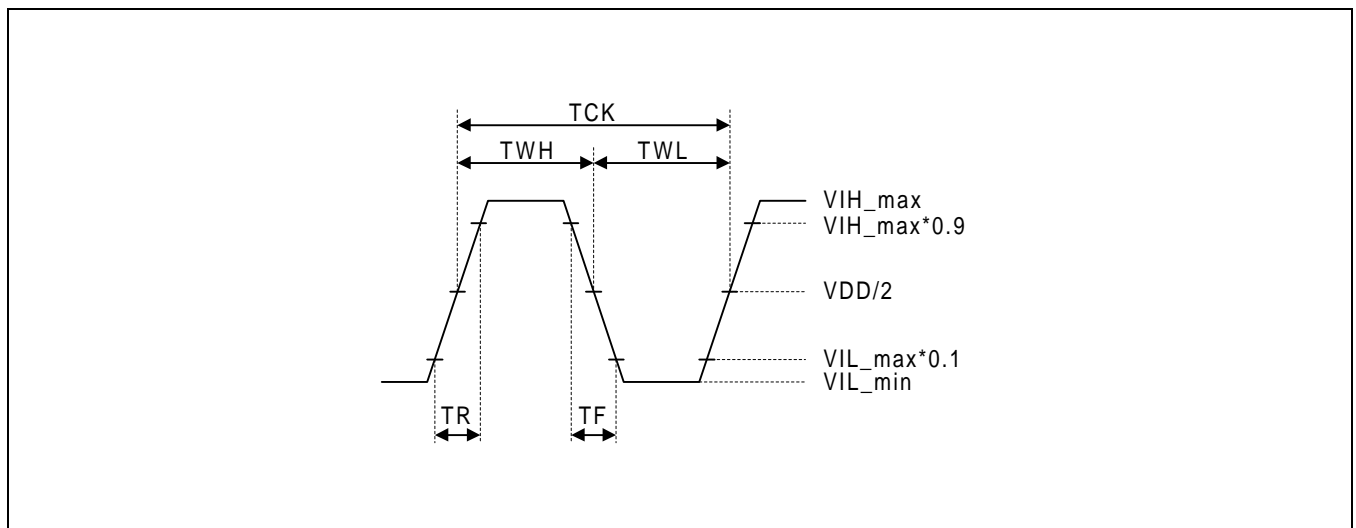 TCK
TWH
TWL
VIH_max
VIH_max*0.9
VDD/2
VIL_max*0.1
VIL_min
TR
TF